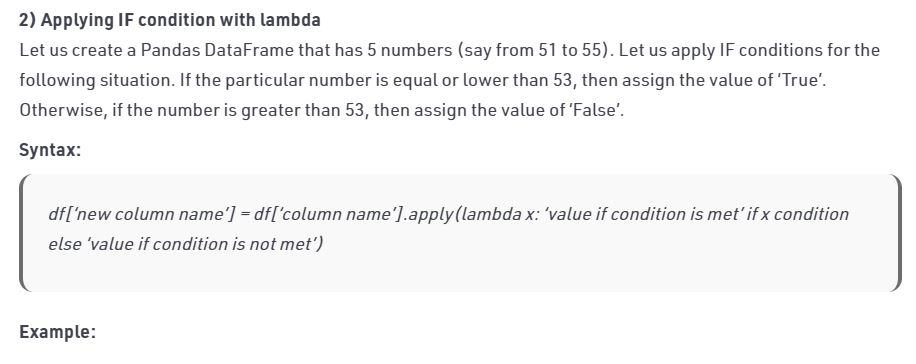 2) Applying IF condition with lambda
Let us create a Pandas DataFrame that has 5 numbers (say from 51 to 55). Let us apply IF conditions for the
following situation. If the particular number is equal or lower than 53, then assign the value of ‘True’.
Otherwise, if the number is greater than 53, then assign the value of ‘False’.
Syntax:
df[‘new column name’] = df[‘column name’].apply(lambda x: ‘value if condition is met’ if x condition
else ‘value if condition is not met’)
Example: